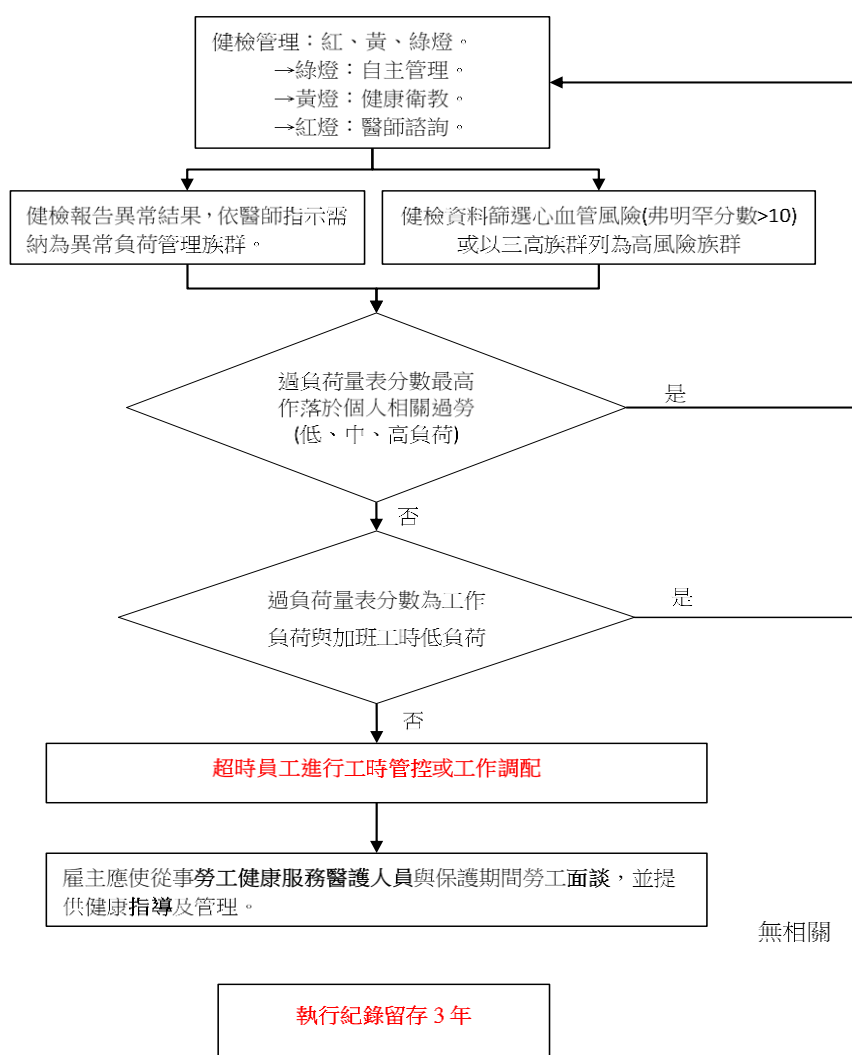 健檢管理：紅、黃、綠燈。
→綠燈：自主管理。
→黃燈：健康衛教。
→紅燈：醫師諮詢。
健檢報告異常結果，依醫師指示需
納為異常負荷管理族群。
健檢資料篩選心血管風險(弗明罕分數>10)
或以三高族群列為高風險族群
過負荷量表分數最高
作落於個人相關過勞
(低、中、高負荷)
是
否
過負荷量表分數為工作
負荷與加班工時低負荷
是
否
超時員工進行工時管控或工作調配
雇主應使從事勞工健康服務醫護人員與保護期間勞工面談，並提
供健康指導及管理。
無相關
執行紀錄留存 3 年